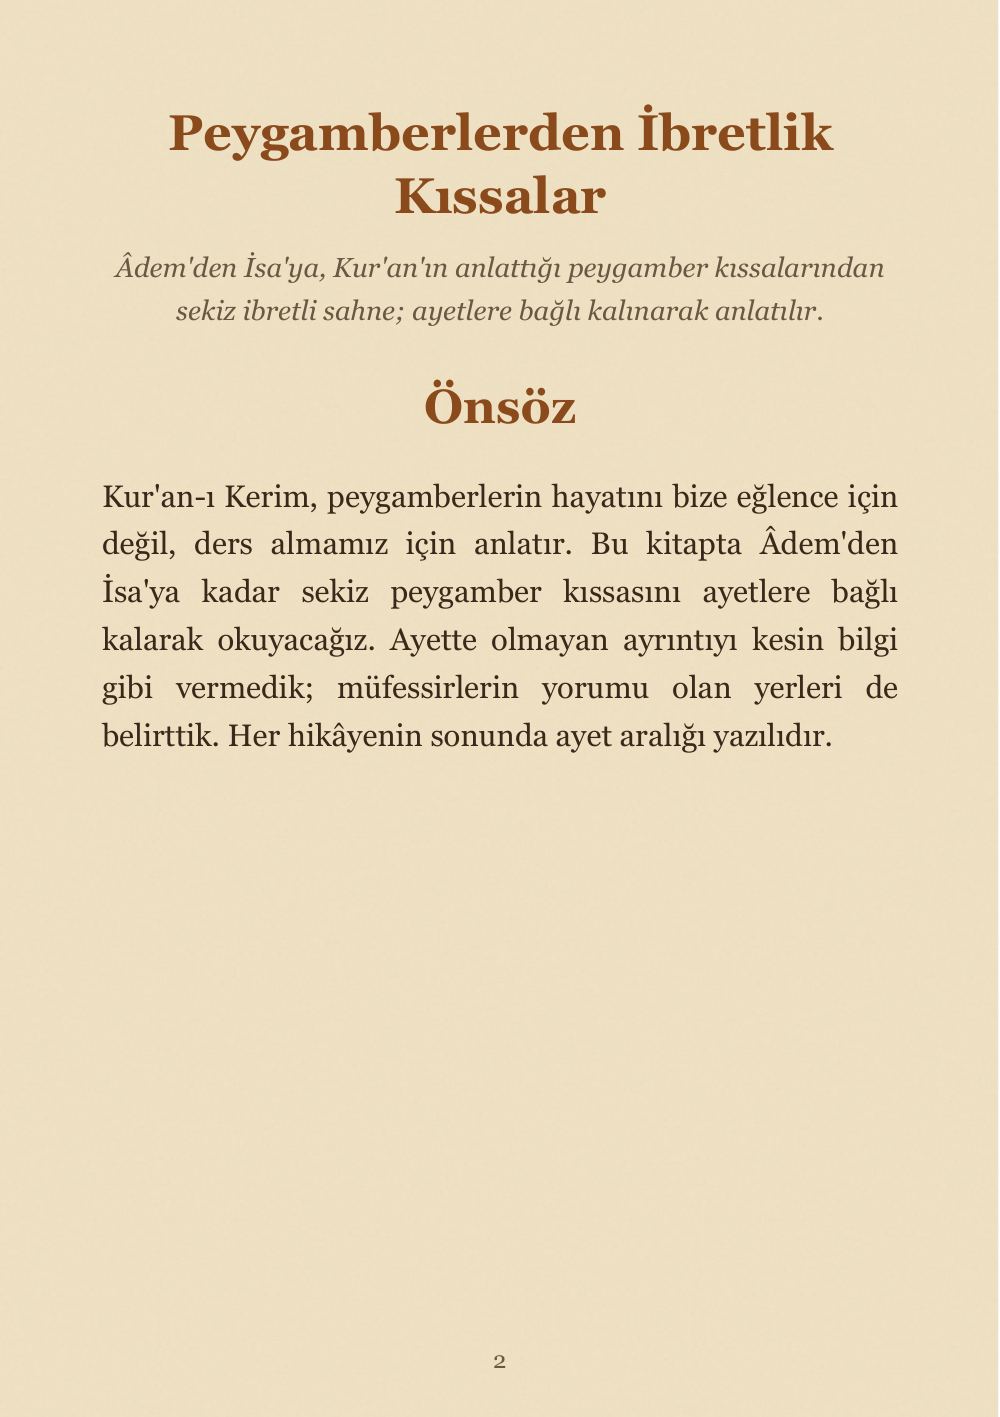 Peygamberlerden İbretlik
Kıssalar
Âdem'den İsa'ya, Kur'an'ın anlattığı peygamber kıssalarından
sekiz ibretli sahne; ayetlere bağlı kalınarak anlatılır.
Önsöz
Kur'an-ı Kerim, peygamberlerin hayatını bize eğlence için
değil, ders almamız için anlatır. Bu kitapta Âdem'den
İsa'ya kadar sekiz peygamber kıssasını ayetlere bağlı
kalarak okuyacağız. Ayette olmayan ayrıntıyı kesin bilgi
gibi vermedik; müfessirlerin yorumu olan yerleri de
belirttik. Her hikâyenin sonunda ayet aralığı yazılıdır.
2